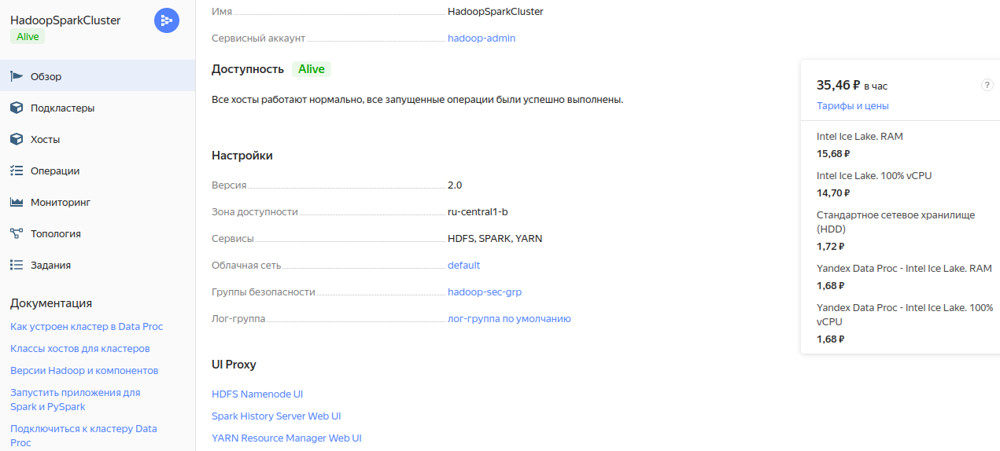 HadoopSparkCluster
Alive
Обзор
Подкластеры
Хосты
Операции
Мониторинг
Топология
Задания
Документация
Как устроен кластер в Data Proc
Классы хостов для кластеров
Версии Hadoop и компонентов
Запустить приложения для
Spark и PySpark
Подключиться к кластеру Data
Proc
Имя HadoopSparkCluster
Сервисный аккаунт hadoop-admin
Доступность Alive
Все хосты работают нормально, все запущенные операции были успешно выполнены.
Настройки
Версия 2.0
Зона доступности ru-central1-b
Сервисы HDFS, SPARK, YARN
Облачная сеть default
Группы безопасности hadoop-sec-grp
Лог-группа лог-группа по умолчанию
UI Proxy
HDFS Namenode UI
Spark History Server Web UI
YARN Resource Manager Web UI
35,46 ₽ в час ?
Тарифы и цены
Intel Ice Lake. RAM
15,68 ₽
Intel Ice Lake. 100% vCPU
14,70 ₽
Стандартное сетевое хранилище
(HDD)
1,72 ₽
Yandex Data Proc - Intel Ice Lake. RAM
1,68 ₽
Yandex Data Proc - Intel Ice Lake. 100%
vCPU
1,68 ₽